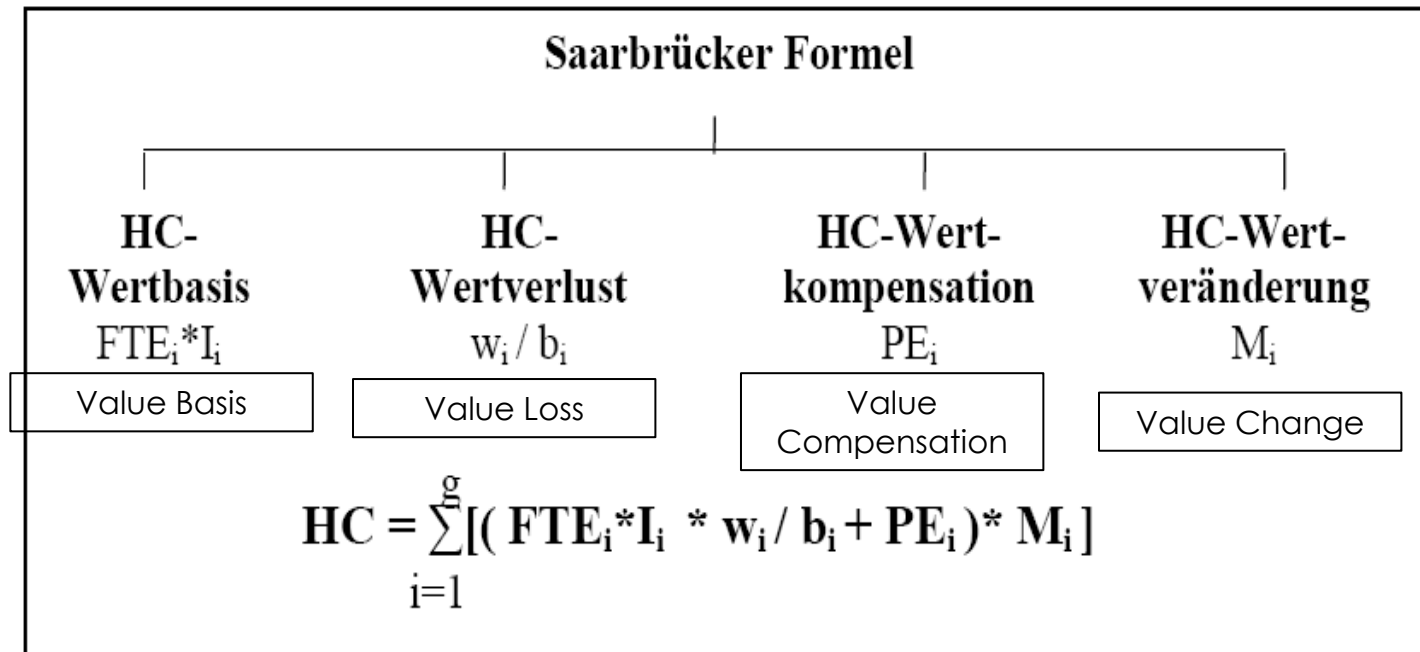 Saarbrücker Formel
HC-
Wertbasis
FTEi*Ii
Value Basis
HC-
Wertverlust
wi / bi
Value Loss
HC-Wert-
kompensation
PEi
Value
Compensation
HC-Wert-
veränderung
Mi
Value Change
g
HC = ∑[( FTEi*Ii * wi / bi + PEi )* Mi ]
i=1